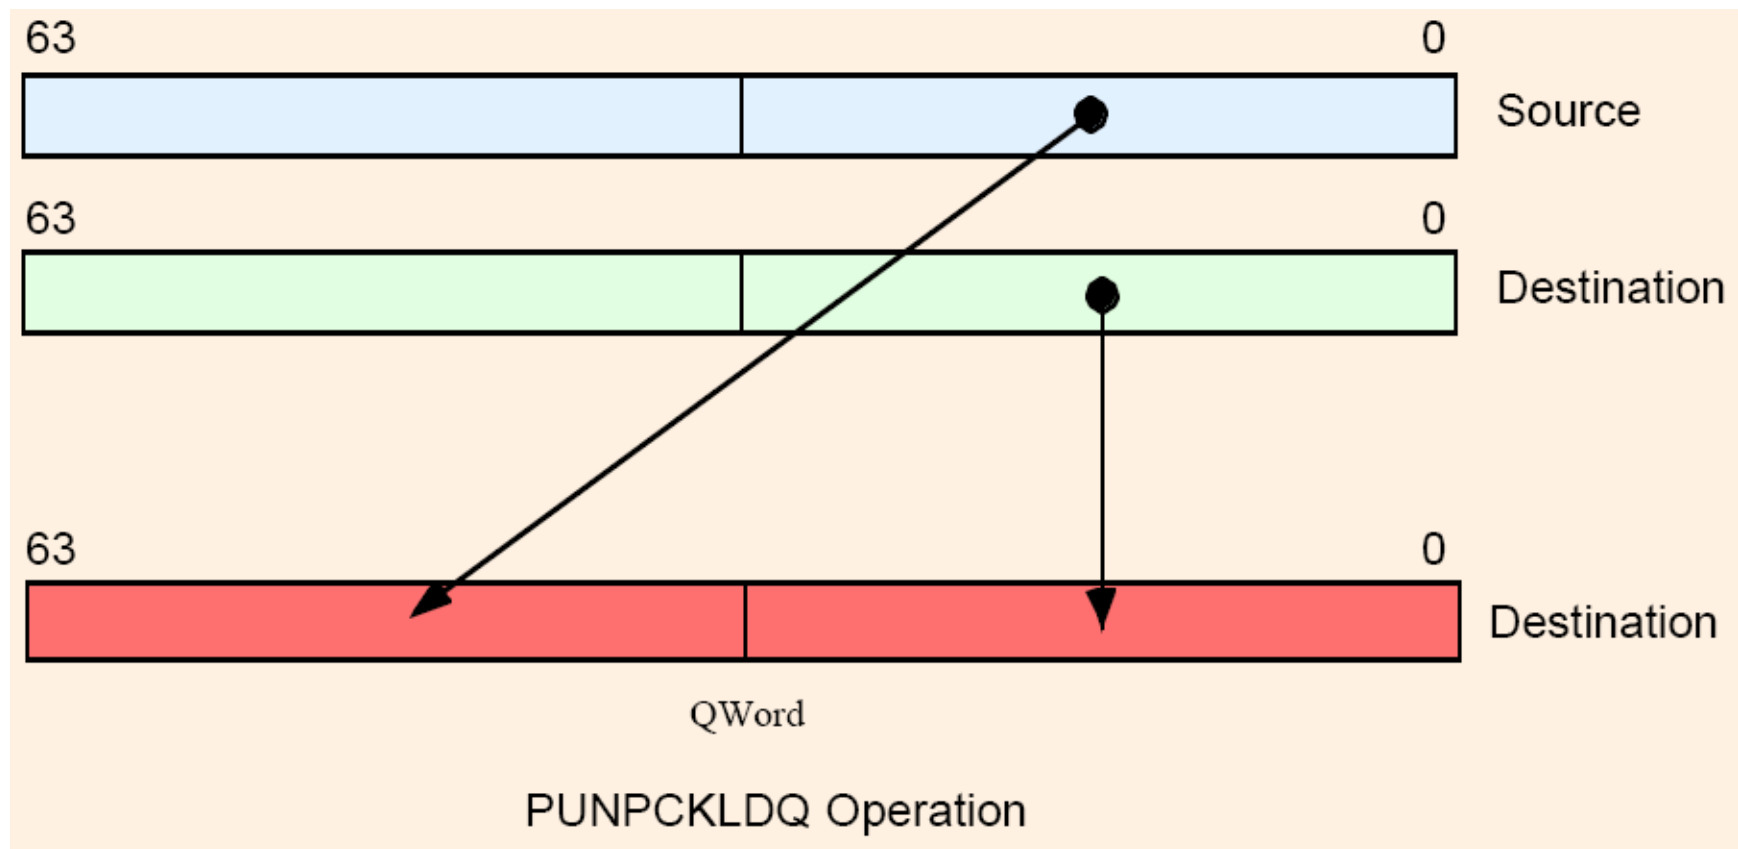 63 0
Source
63 0
Destination
63 0
Destination
QWord
PUNPCKLDQ Operation